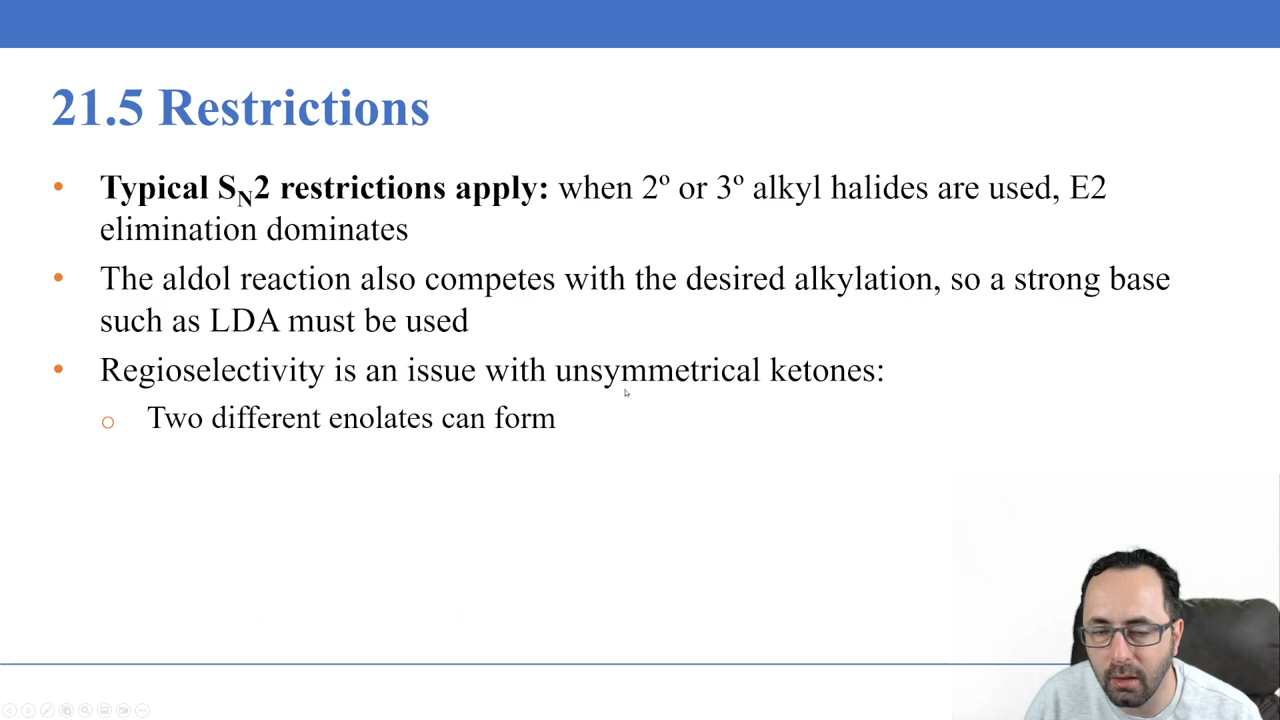 21.5 Restrictions
• Typical SN2 restrictions apply: when 2º or 3º alkyl halides are used, E2
elimination dominates
• The aldol reaction also competes with the desired alkylation, so a strong base
such as LDA must be used
• Regioselectivity is an issue with unsymmetrical ketones:
o Two different enolates can form